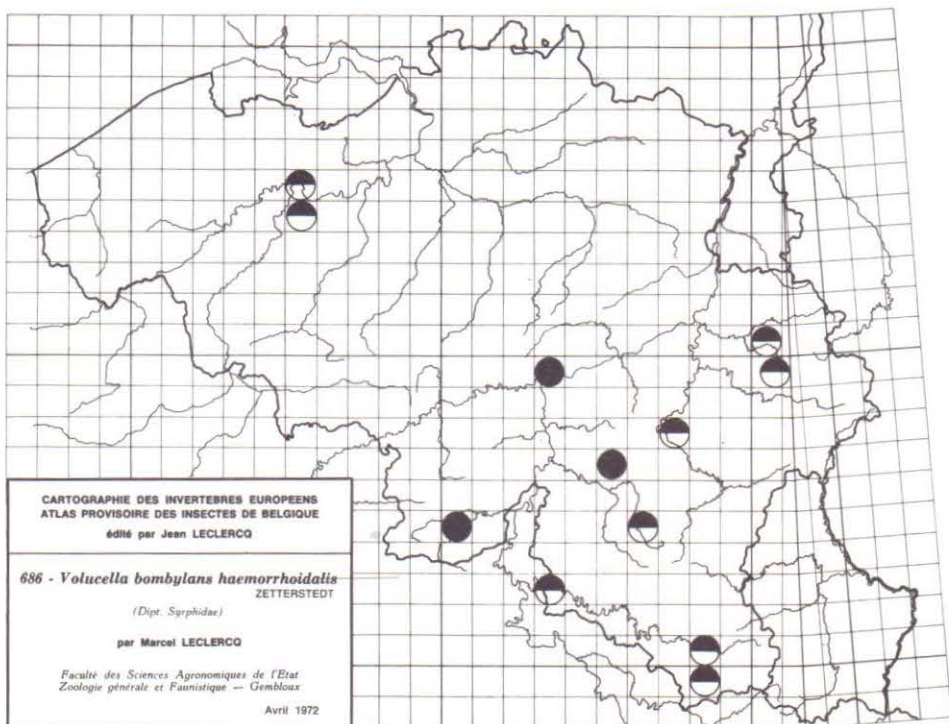 CARTOGRAPHIE DES INVERTEBRES EUROPEENS
ATLAS PROVISOIRE DES INSECTES DE BELGIQUE
édité par Jean LECLERCQ
686 - Volucella bombylans haemorrhoidalis
ZETTERSTEDT
(Dipt. Syrphidae)
par Marcel LECLERCQ
Faculté des Sciences Agronomiques de l'Etat
Zoologie générale et Faunistique — Gembloux
Avril 1972